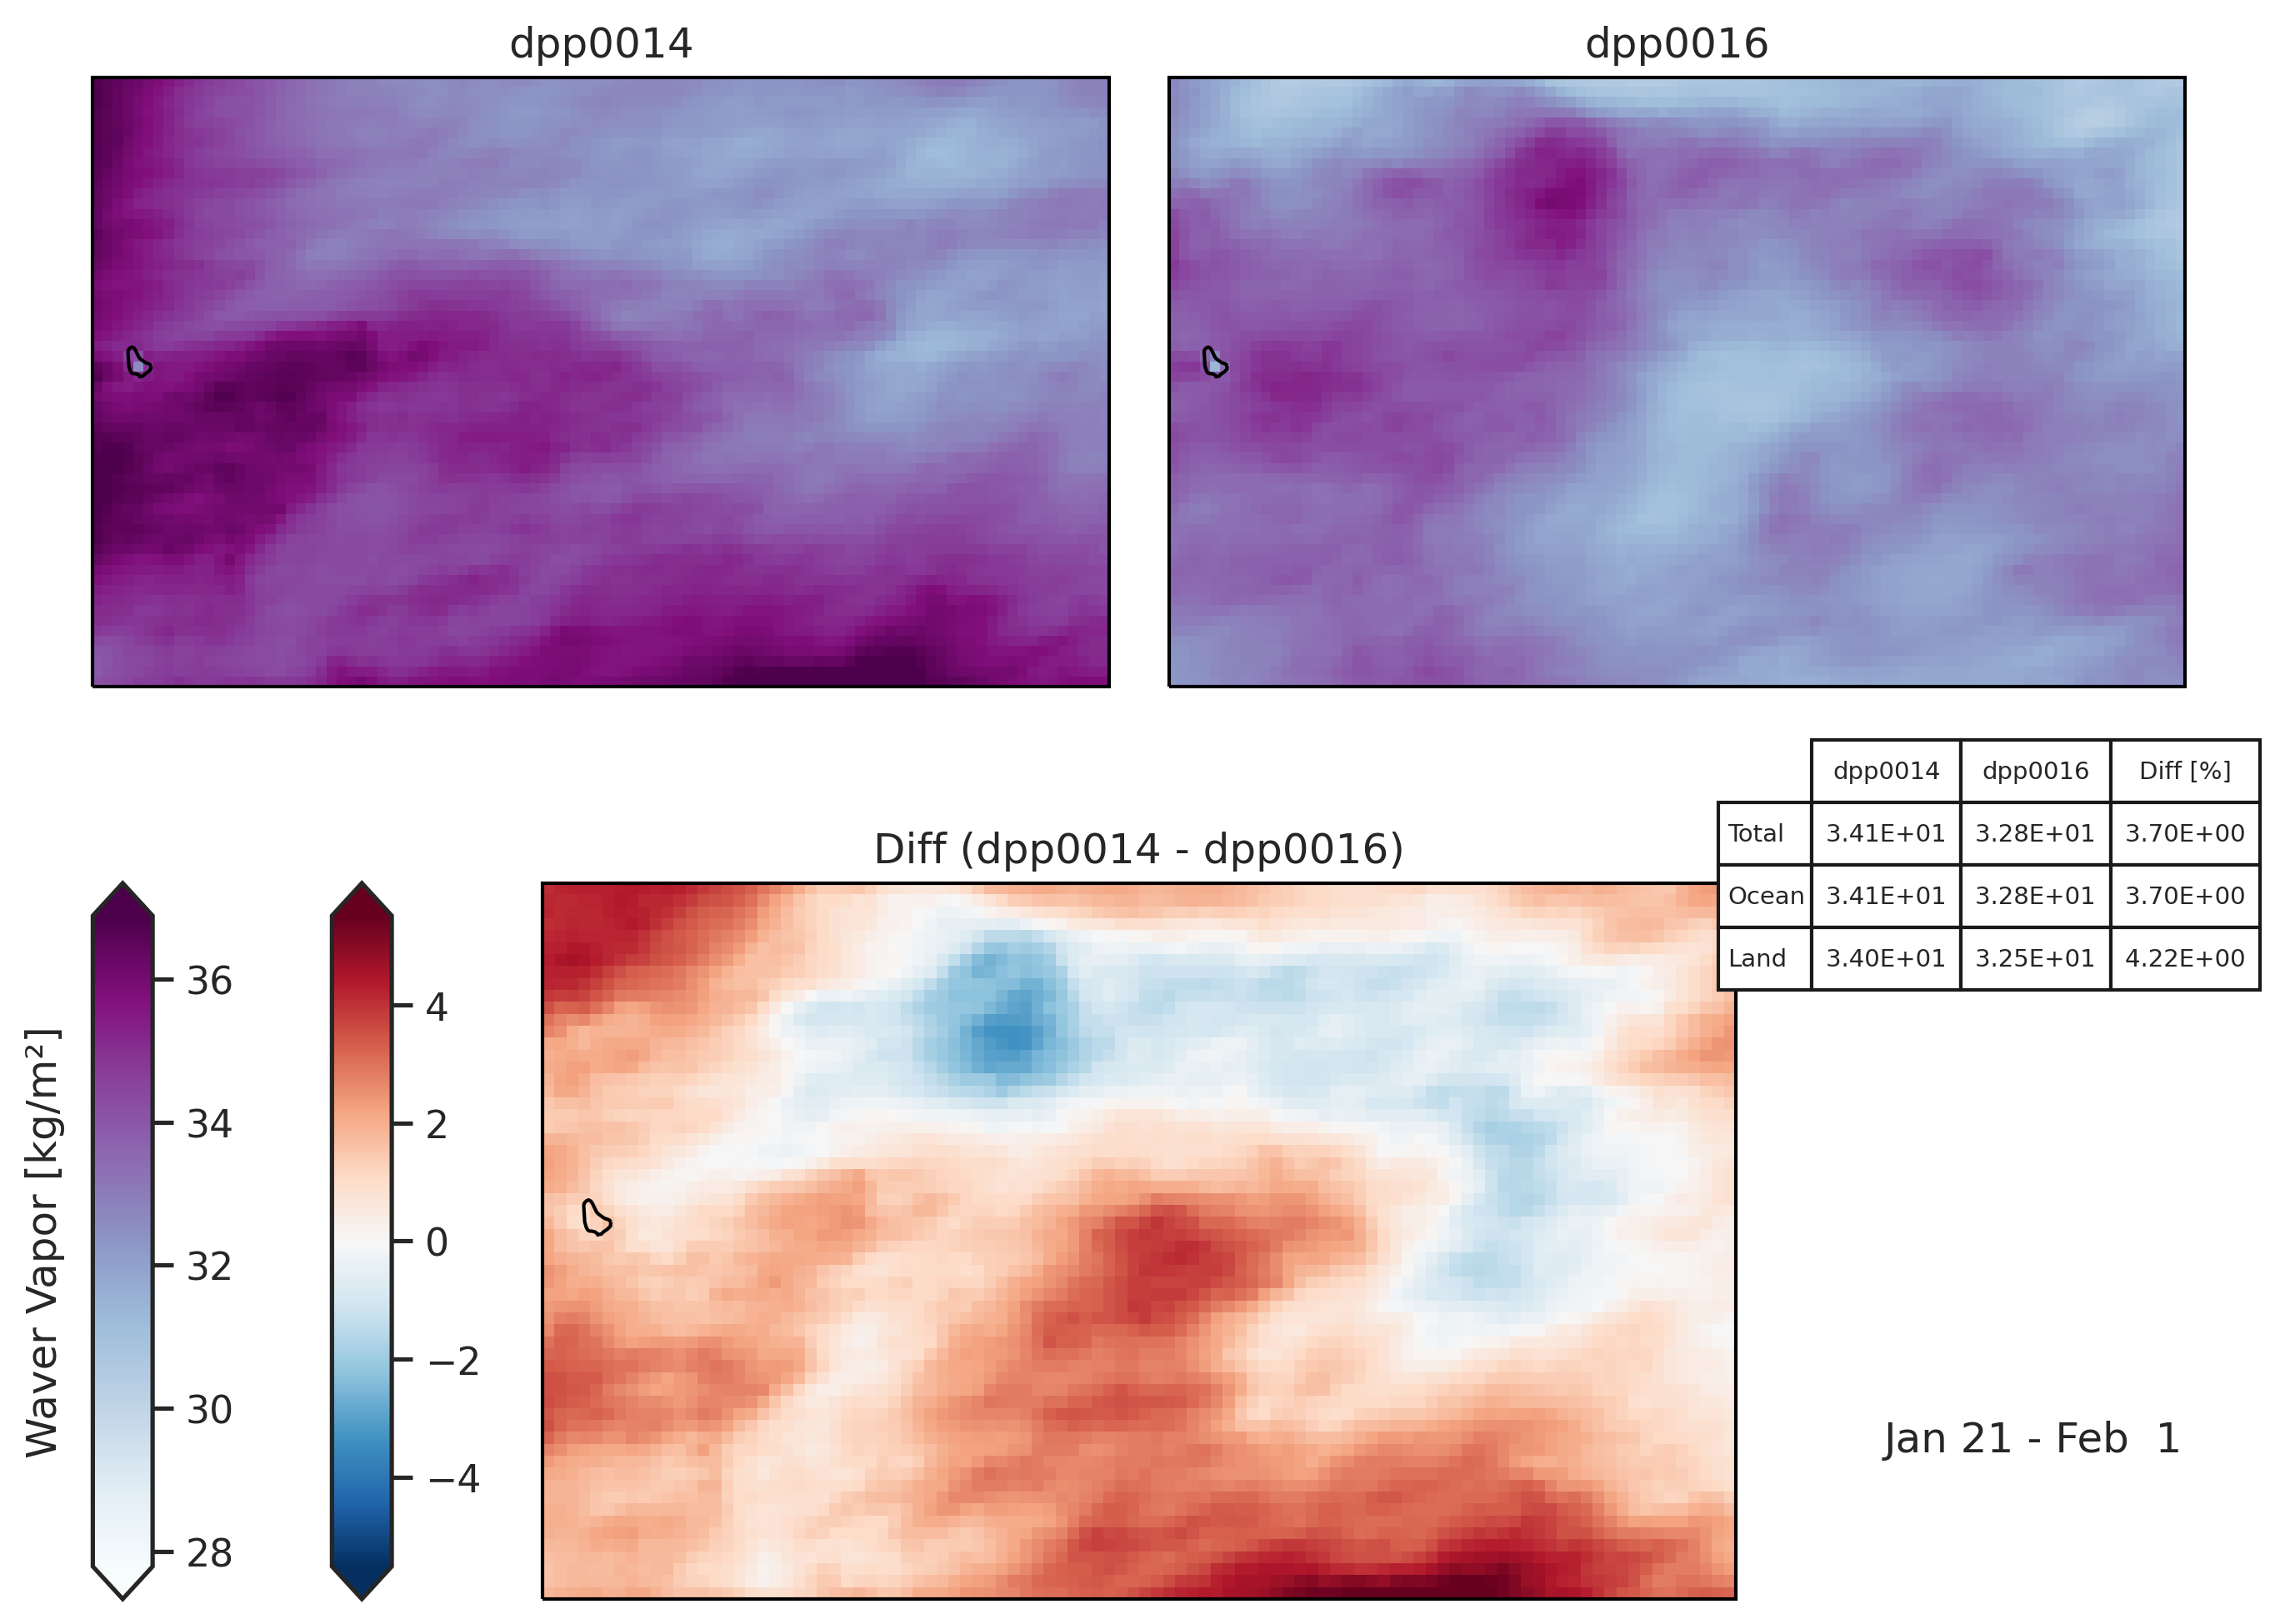 dpp0014
dpp0016
dpp0014 dpp0016 Diff [%]
Total 3.41E+01 3.28E+01 3.70E+00
Ocean 3.41E+01 3.28E+01 3.70E+00
Land 3.40E+01 3.25E+01 4.22E+00
Diff (dpp0014 - dpp0016)
Waver Vapor [kg/m²]
36
34
32
30
28
4
2
0
−2
−4
Jan 21 - Feb  1